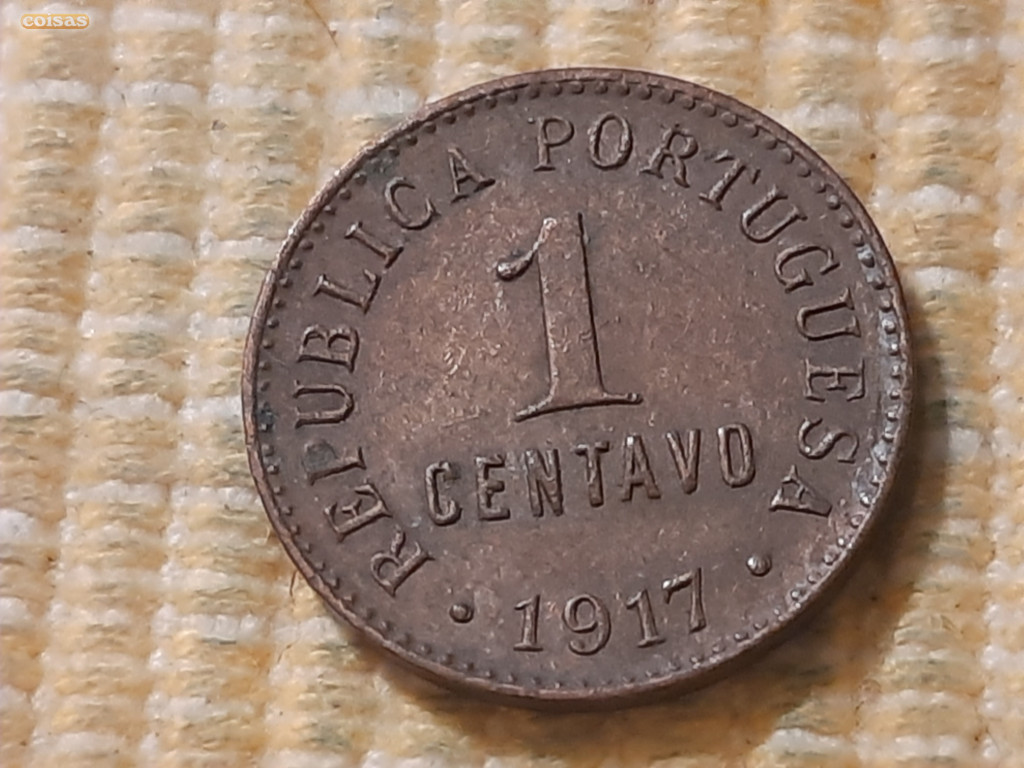 coisas
REPUBLICA PORTUGUESA
1
CENTAVO
• 1917 •